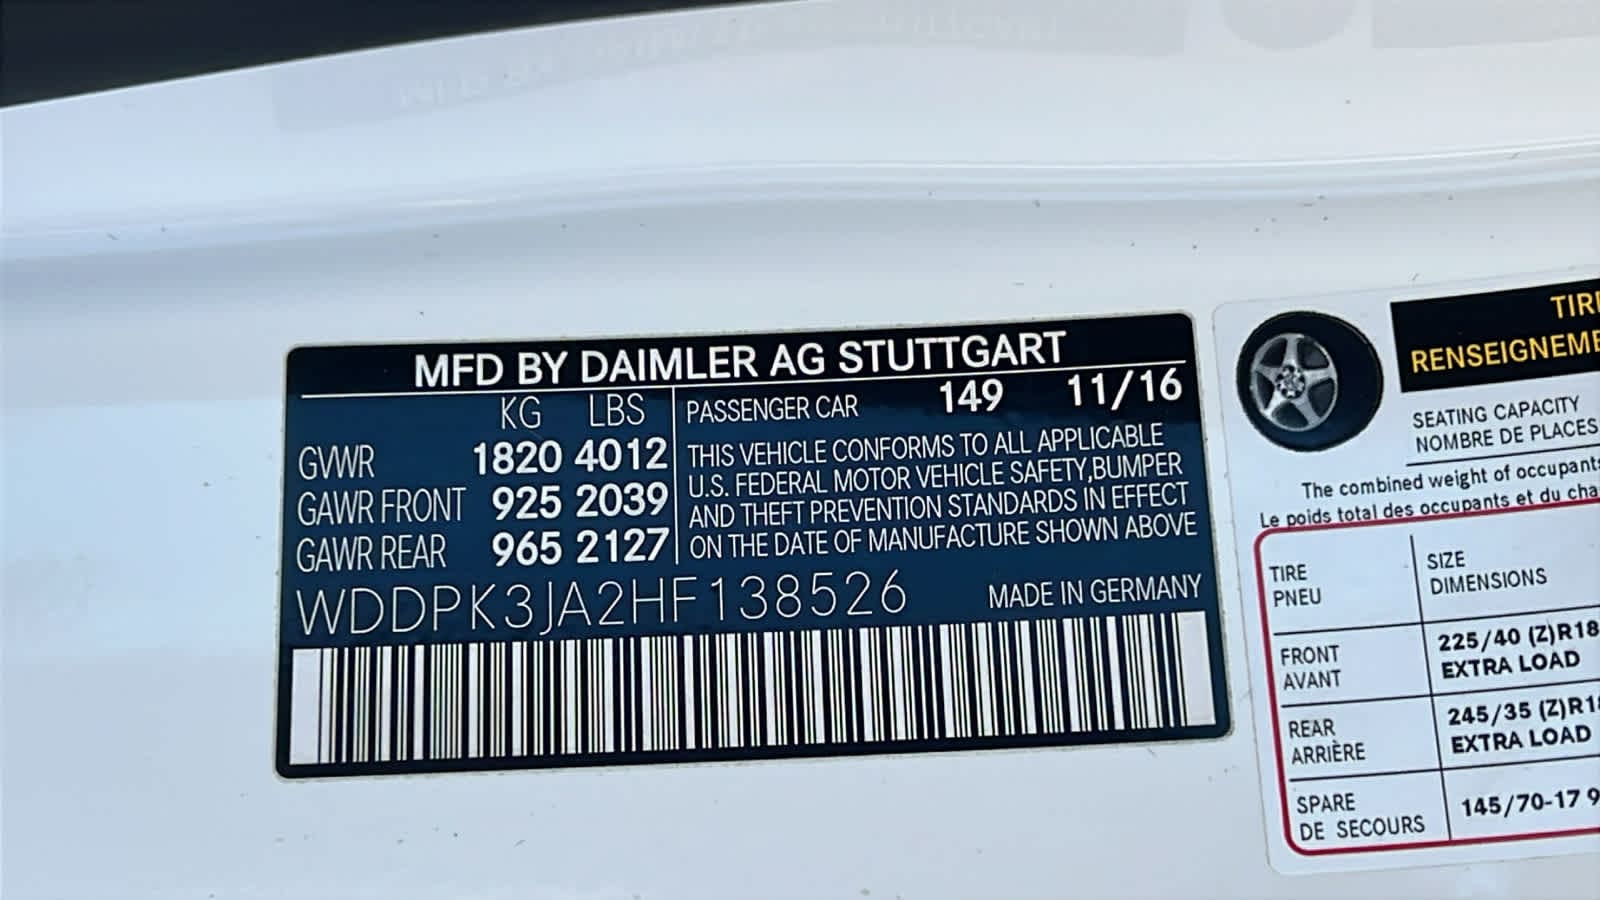 MFD BY DAIMLER AG STUTTGART
KG LBS
GVWR 1820 4012
GAWR FRONT 925 2039
GAWR REAR 965 2127
PASSENGER CAR 149 11/16
THIS VEHICLE CONFORMS TO ALL APPLICABLE
U.S. FEDERAL MOTOR VEHICLE SAFETY,BUMPER
AND THEFT PREVENTION STANDARDS IN EFFECT
ON THE DATE OF MANUFACTURE SHOWN ABOVE
WDDPK3JA2HF138526 MADE IN GERMANY
TIRE
RENSEIGNEME
SEATING CAPACITY
NOMBRE DE PLACES
The combined weight of occupants
Le poids total des occupants et du cha
TIRE
PNEU
SIZE
DIMENSIONS
FRONT
AVANT
225/40 (Z)R18
EXTRA LOAD
REAR
ARRIÈRE
245/35 (Z)R18
EXTRA LOAD
SPARE
DE SECOURS
145/70-17 9